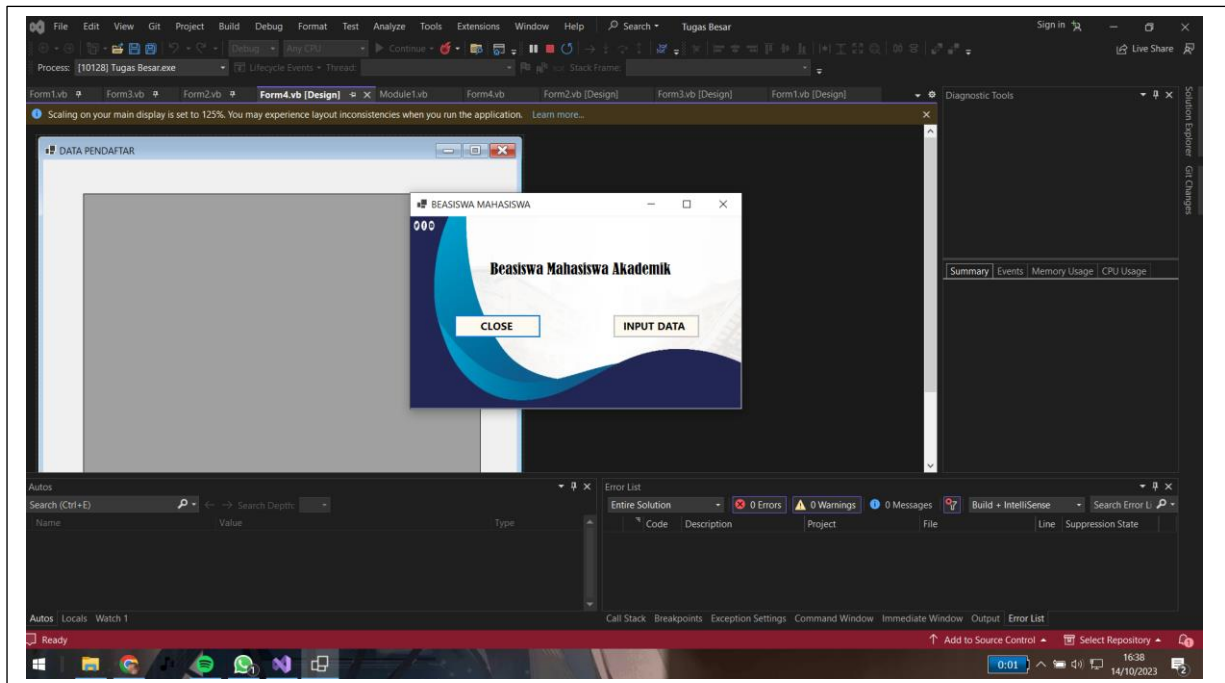 File Edit View Git Project Build Debug Format Test Analyze Tools Extensions Window Help Search Tugas Besar Sign in
Debug Any CPU Continue Live Share
Process: [10128] Tugas Besar.exe Lifecycle Events Thread: Stack Frame:
Form1.vb Form3.vb Form2.vb Form4.vb [Design] Module1.vb Form4.vb Form2.vb [Design] Form3.vb [Design] Form1.vb [Design]
Scaling on your main display is set to 125%. You may experience layout inconsistencies when you run the application. Learn more...
DATA PENDAFTAR
BEASISWA MAHASISWA
Beasiswa Mahasiswa Akademik
CLOSE INPUT DATA
Diagnostic Tools
Summary Events Memory Usage CPU Usage
Solution Explorer
Git Changes
Autos
Search (Ctrl+E) Search Depth:
Name Value Type
Autos Locals Watch 1
Error List
Entire Solution 0 Errors 0 Warnings 0 Messages Build + IntelliSense Search Error Li
Code Description Project File Line Suppression State
Call Stack Breakpoints Exception Settings Command Window Immediate Window Output Error List
Ready Add to Source Control Select Repository
0:01 16:38
14/10/2023